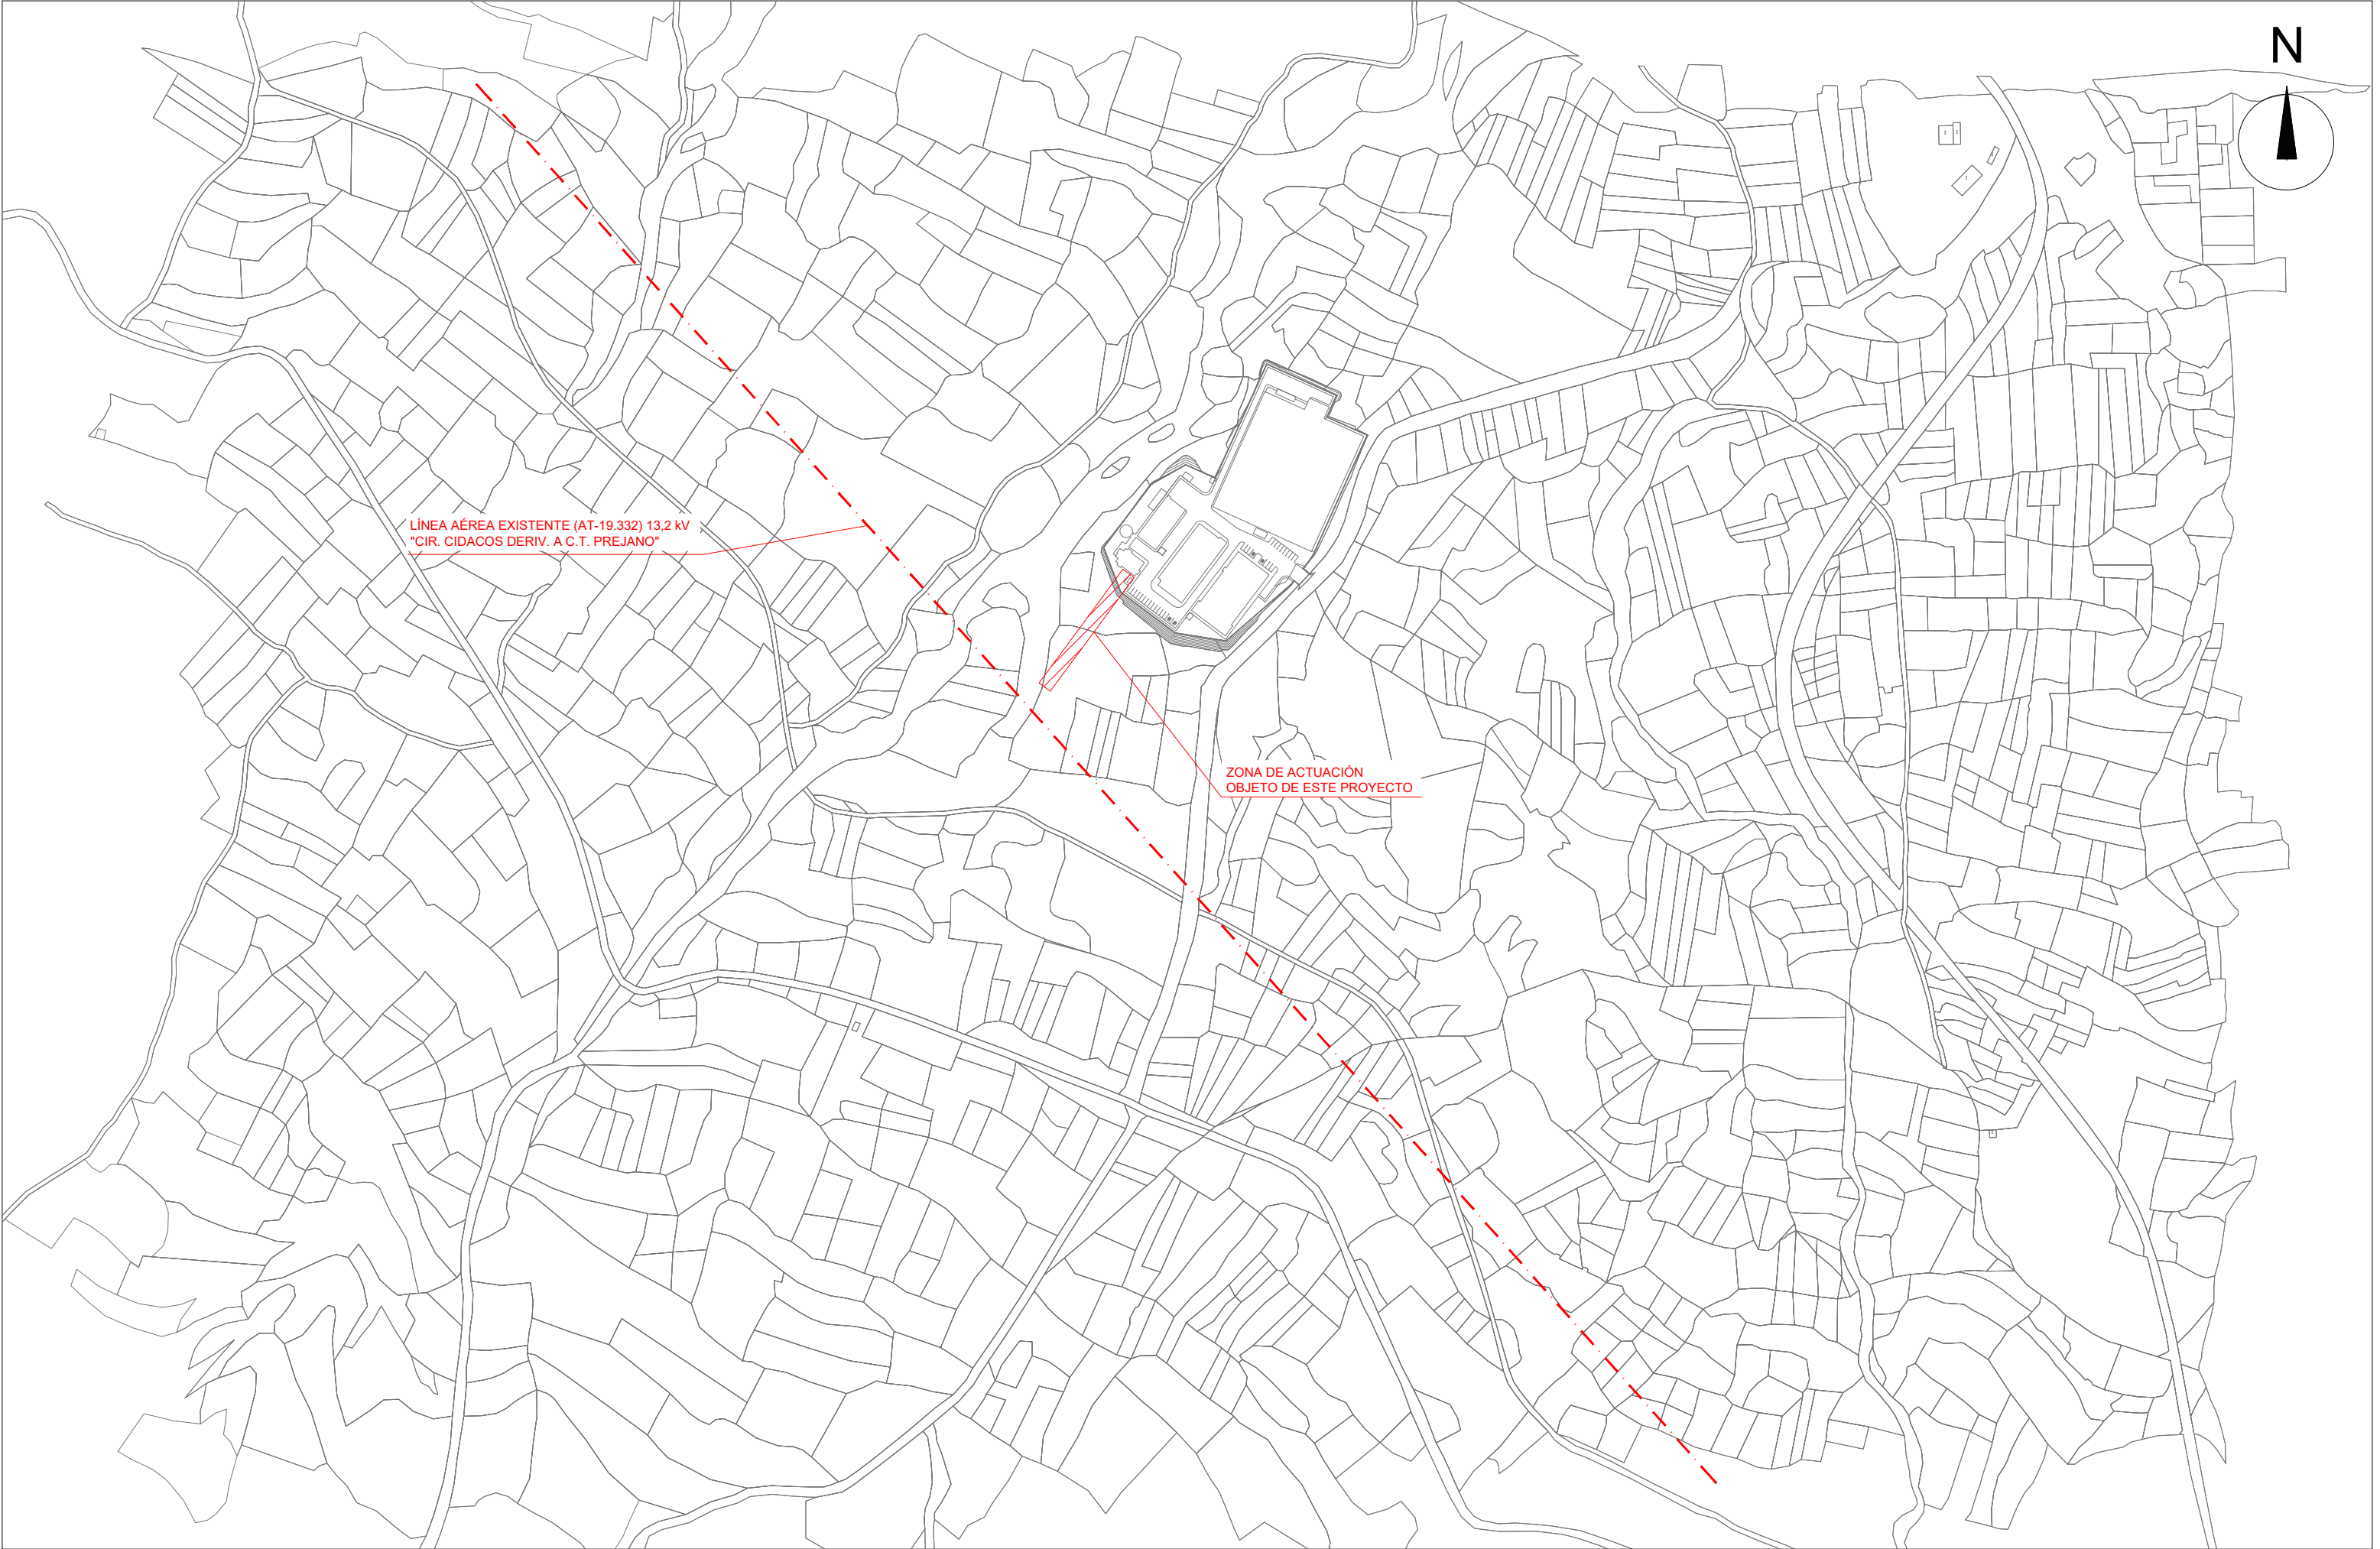 N
LÍNEA AÉREA EXISTENTE (AT-19.332) 13,2 kV
"CIR. CIDACOS DERIV. A C.T. PREJANO"
ZONA DE ACTUACIÓN
OBJETO DE ESTE PROYECTO